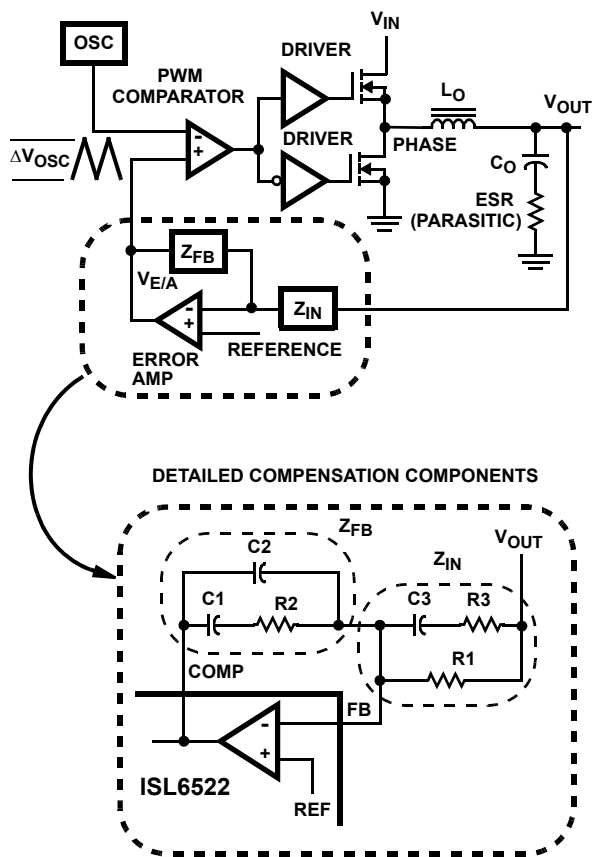 V_IN
OSC
DRIVER
PWM
COMPARATOR
L_O
V_OUT
DRIVER
- +
PHASE
ΔV_OSC
C_O
ESR
(PARASITIC)
Z_FB
V_E/A
- +
Z_IN
REFERENCE
ERROR
AMP
DETAILED COMPENSATION COMPONENTS
Z_FB
V_OUT
C2
Z_IN
C1
R2
C3
R3
R1
COMP
FB
- +
ISL6522
REF